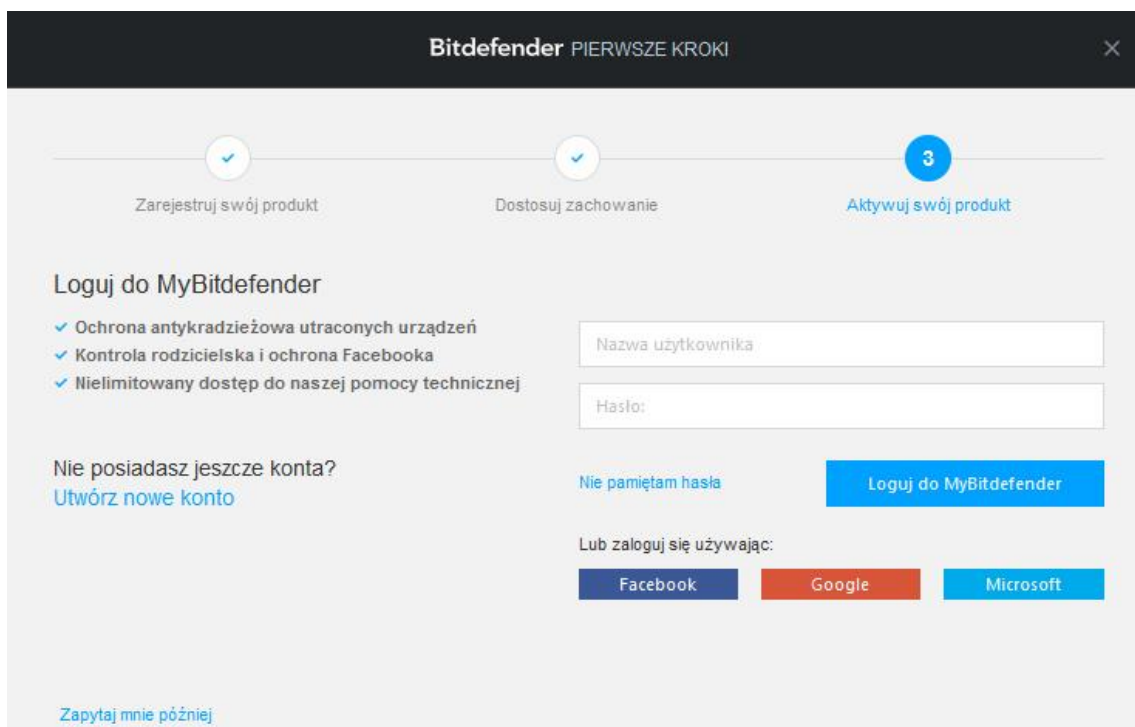 Bitdefender PIERWSZE KROKI
3
Zarejestruj swój produkt
Dostosuj zachowanie
Aktywuj swój produkt
Loguj do MyBitdefender
Ochrona antykradzieżowa utraconych urządzeń
Kontrola rodzicielska i ochrona Facebooka
Nielimitowany dostęp do naszej pomocy technicznej
Nie posiadasz jeszcze konta?
Utwórz nowe konto
Nazwa użytkownika
Hasło:
Nie pamiętam hasła
Loguj do MyBitdefender
Lub zaloguj się używając:
Facebook
Google
Microsoft
Zapytaj mnie później